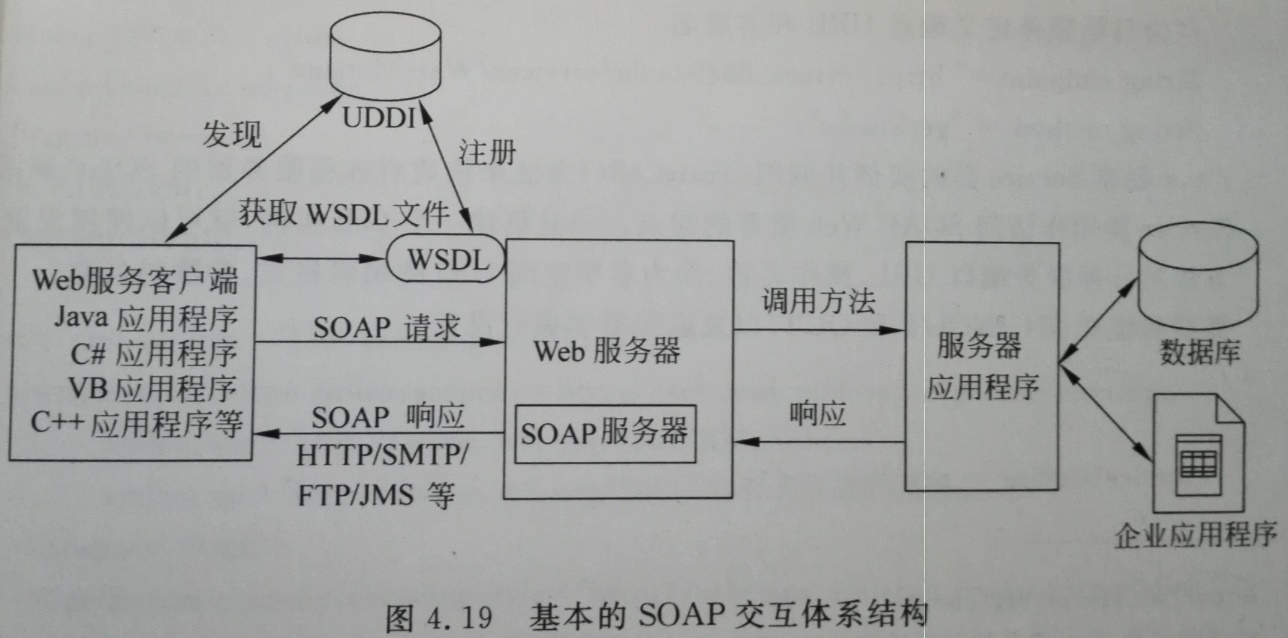 UDDI
发现
注册
获取 WSDL 文件
WSDL
Web服务客户端
Java 应用程序
C# 应用程序
VB 应用程序
C++ 应用程序等
SOAP 请求
SOAP 响应
HTTP/SMTP/
FTP/JMS 等
Web 服务器
SOAP服务器
调用方法
响应
服务器
应用程序
数据库
企业应用程序
图 4.19 基本的 SOAP 交互体系结构